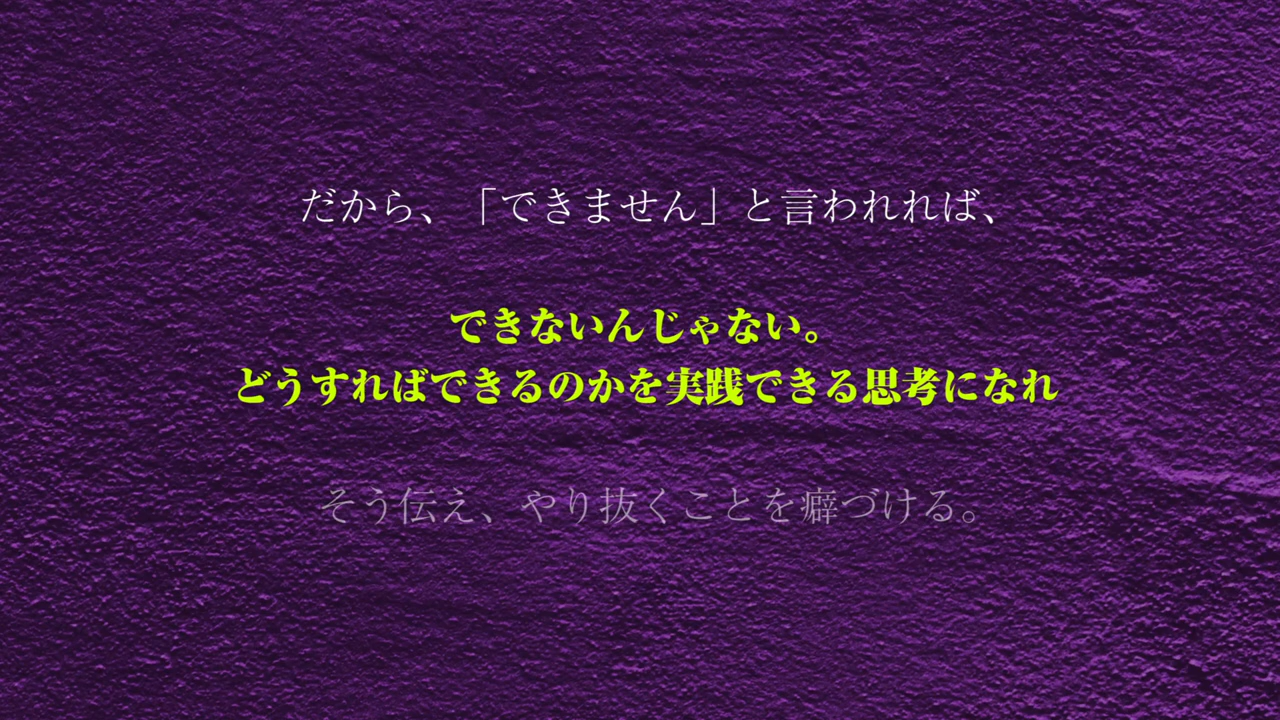 だから、「できません」と言われれば、
できないんじゃない。
どうすればできるのかを実践できる思考になれ
そう伝え、やり抜くことを癖づける。